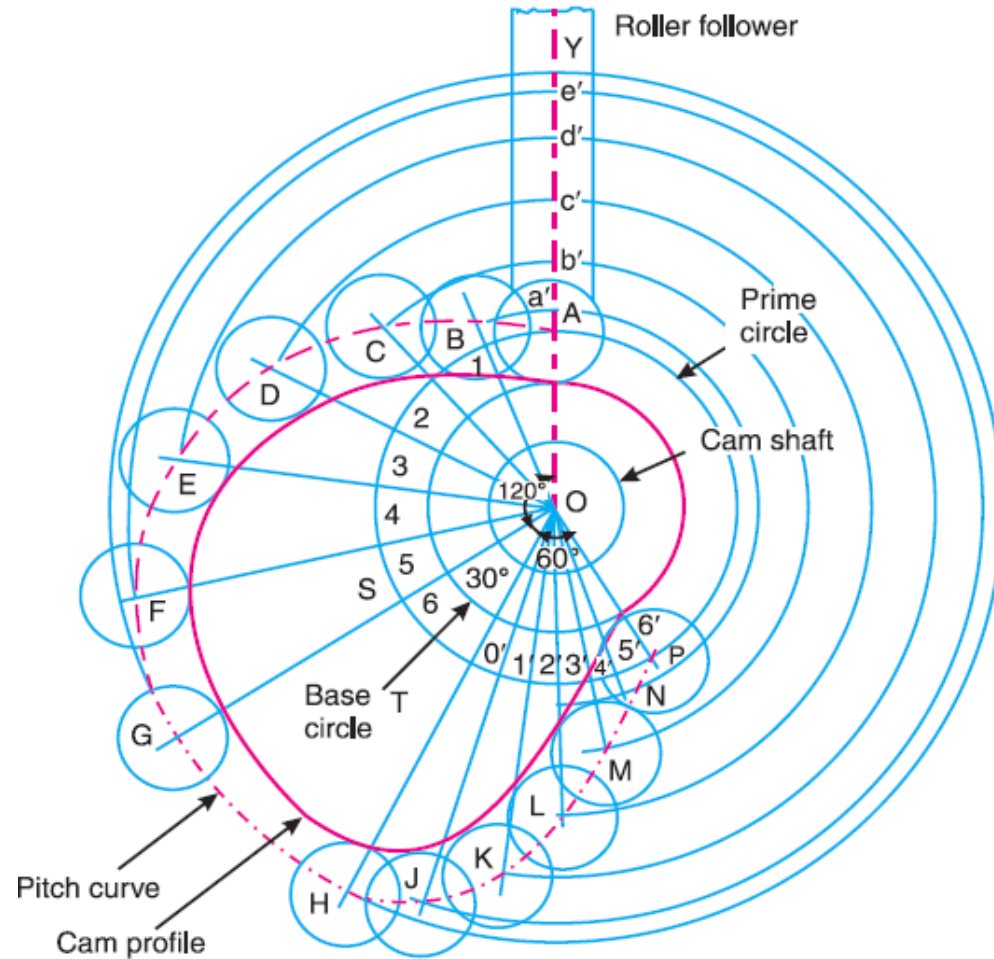 Roller follower
Y
e′
d′
c′
b′
a′
A
Prime
circle
B
C
1
D
2
Cam shaft
3
E
120°
O
4
60°
5
30°
S
6
F
6′
0′
1′
2′
3′
4′
5′
P
N
Base
circle
T
G
M
L
K
J
H
Pitch curve
Cam profile